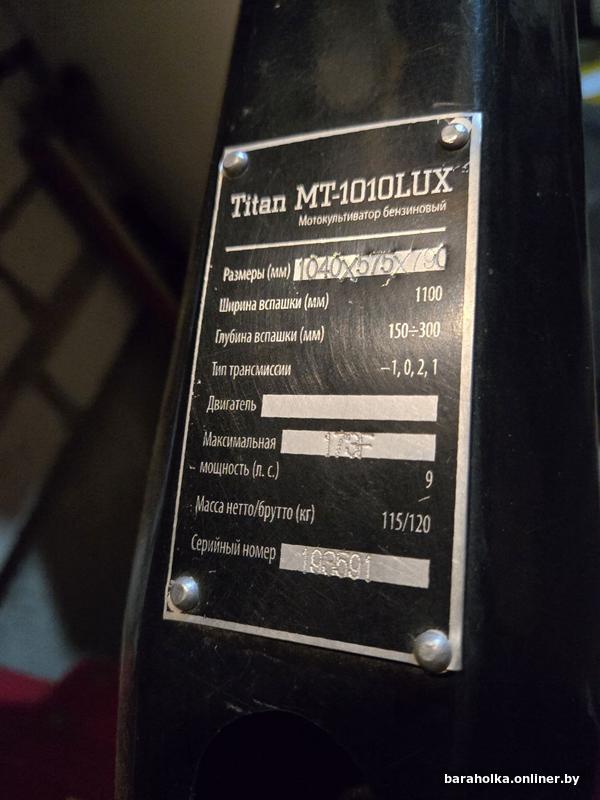 Titan MT-1010LUX
Мотокультиватор бензиновый
Размеры (мм) 1040X575X790
Ширина вспашки (мм) 1100
Глубина вспашки (мм) 150÷300
Тип трансмиссии –1, 0, 2, 1
Двигатель
Максимальная 173F
мощность (л. с.) 9
Масса нетто/брутто (кг) 115/120
Серийный номер 193591
baraholka.onliner.by